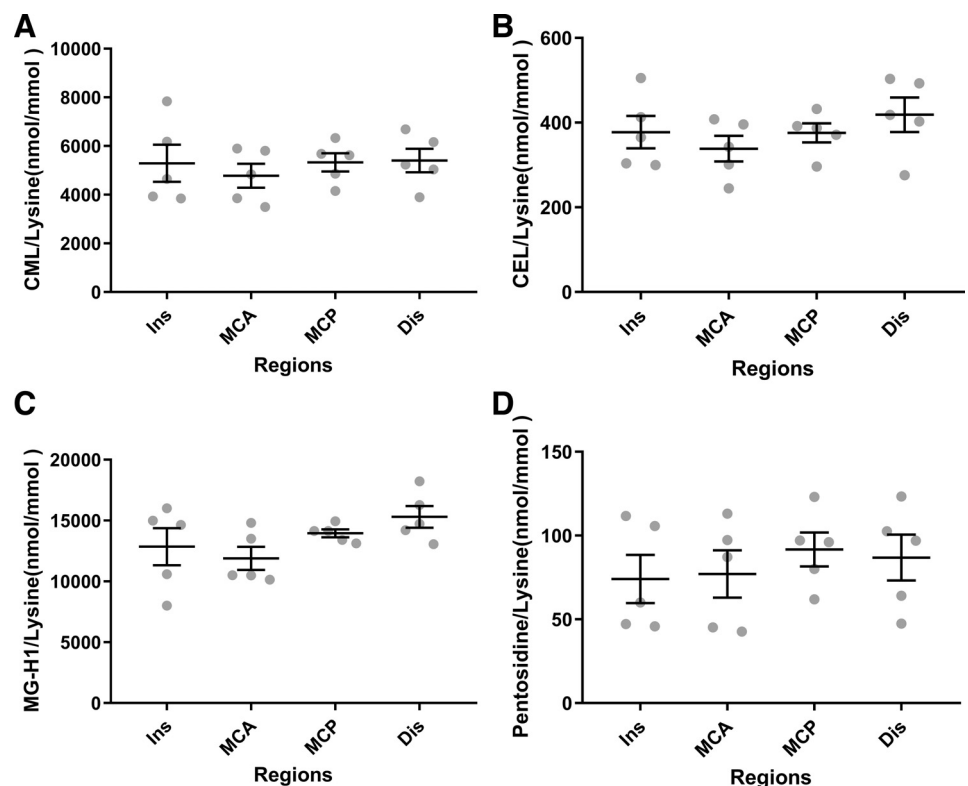 A
CML/Lysine(nmol/mmol )
10000
8000
6000
4000
2000
0
Ins
MCA
MCP
Dis
Regions
B
CEL/Lysine(nmol/mmol )
600
400
200
0
Ins
MCA
MCP
Dis
Regions
C
MG-H1/Lysine(nmol/mmol )
20000
15000
10000
5000
0
Ins
MCA
MCP
Dis
Regions
D
Pentosidine/Lysine(nmol/mmol )
150
100
50
0
Ins
MCA
MCP
Dis
Regions